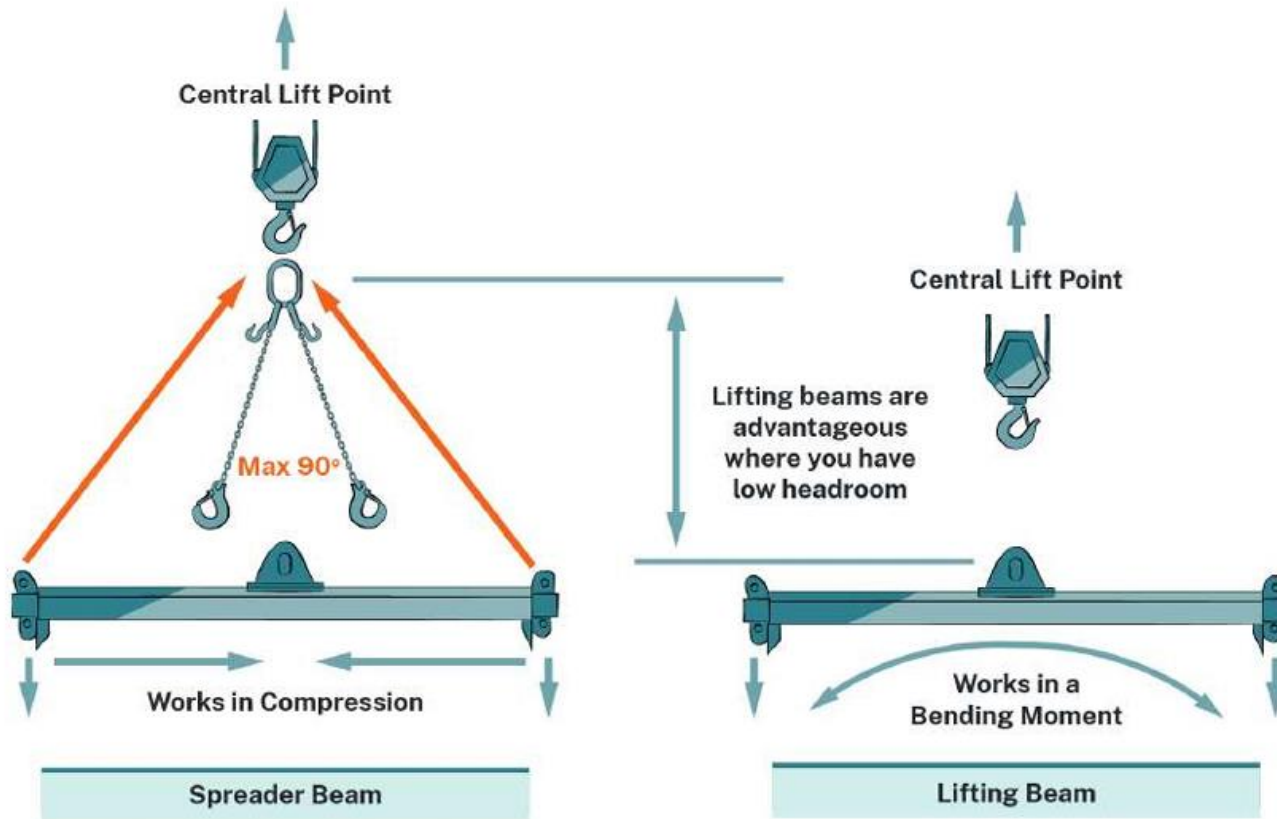 Central Lift Point
Max 90°
Works in Compression
Spreader Beam
Central Lift Point
Lifting beams are
advantageous
where you have
low headroom
Works in a
Bending Moment
Lifting Beam